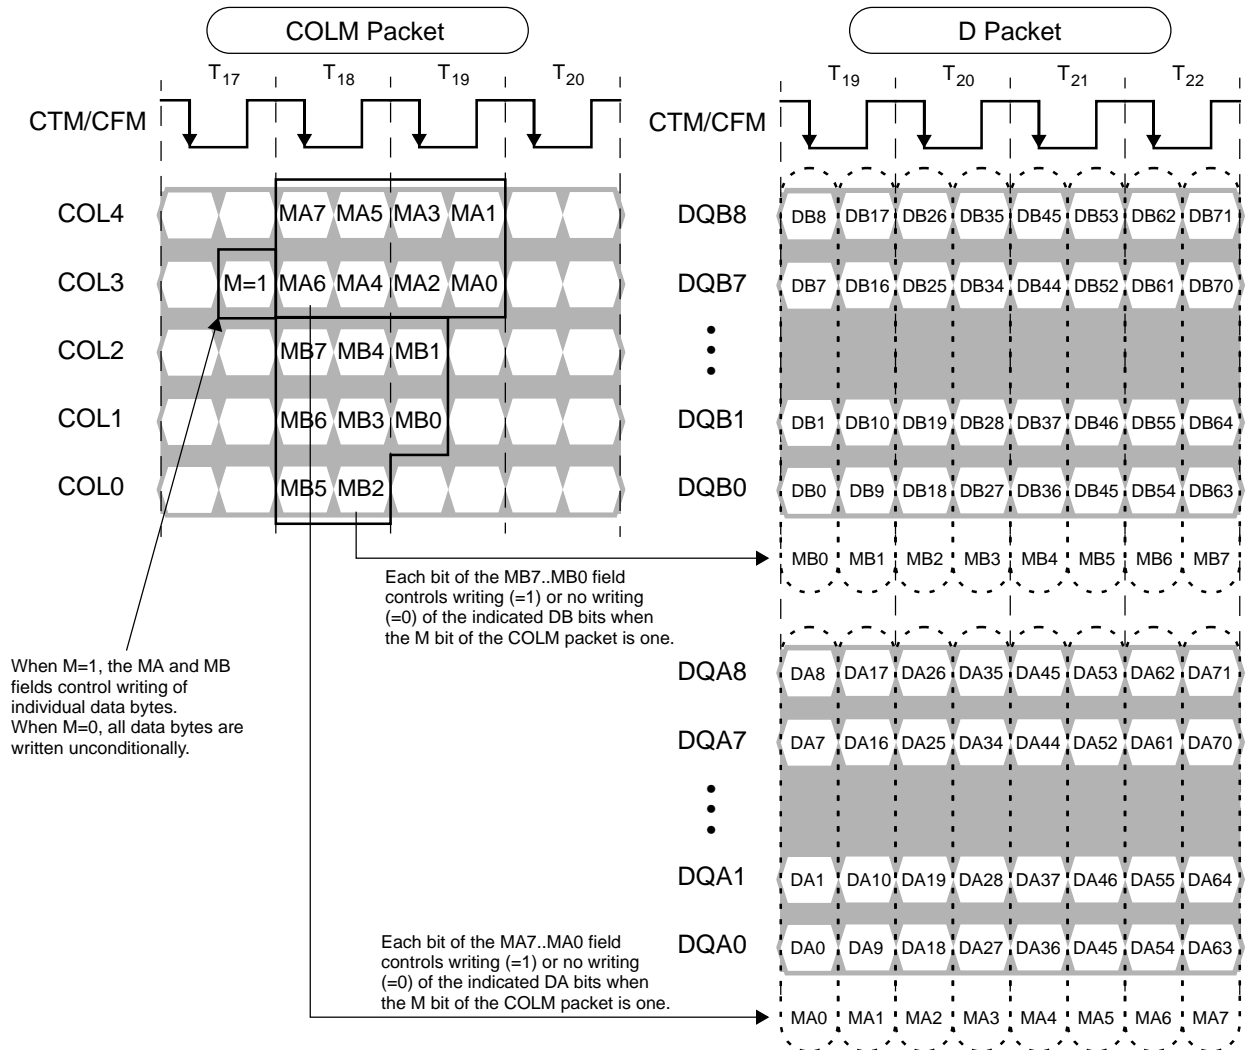 COLM Packet
D Packet
T17 T18 T19 T20
T19 T20 T21 T22
CTM/CFM
CTM/CFM
COL4 MA7 MA5 MA3 MA1
COL3 M=1 MA6 MA4 MA2 MA0
COL2 MB7 MB4 MB1
COL1 MB6 MB3 MB0
COL0 MB5 MB2
DQB8 DB8 DB17 DB26 DB35 DB45 DB53 DB62 DB71
DQB7 DB7 DB16 DB25 DB34 DB44 DB52 DB61 DB70
DQB1 DB1 DB10 DB19 DB28 DB37 DB46 DB55 DB64
DQB0 DB0 DB9 DB18 DB27 DB36 DB45 DB54 DB63
MB0 MB1 MB2 MB3 MB4 MB5 MB6 MB7
Each bit of the MB7..MB0 field
controls writing (=1) or no writing
(=0) of the indicated DB bits when
the M bit of the COLM packet is one.
When M=1, the MA and MB
fields control writing of
individual data bytes.
When M=0, all data bytes are
written unconditionally.
DQA8 DA8 DA17 DA26 DA35 DA45 DA53 DA62 DA71
DQA7 DA7 DA16 DA25 DA34 DA44 DA52 DA61 DA70
DQA1 DA1 DA10 DA19 DA28 DA37 DA46 DA55 DA64
DQA0 DA0 DA9 DA18 DA27 DA36 DA45 DA54 DA63
Each bit of the MA7..MA0 field
controls writing (=1) or no writing
(=0) of the indicated DA bits when
the M bit of the COLM packet is one.
MA0 MA1 MA2 MA3 MA4 MA5 MA6 MA7